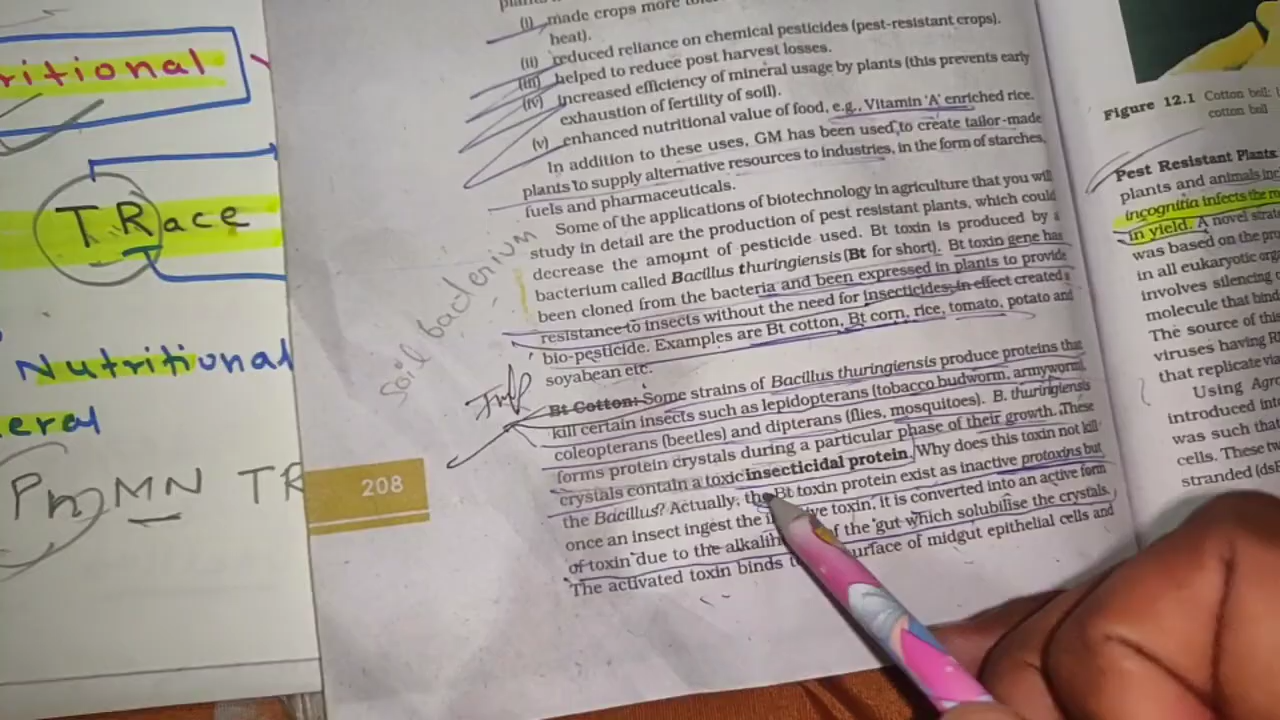 ritional
TRace
Nutritional
eral
PnMN TR
(i) made crops more
heat).
(ii) reduced reliance on chemical pesticides (pest-resistant crops).
(iii) helped to reduce post harvest losses.
(iv) increased efficiency of mineral usage by plants (this prevents early
exhaustion of fertility of soil).
(v) enhanced nutritional value of food, e.g., Vitamin 'A' enriched rice.
In addition to these uses, GM has been used to create tailor-made
plants to supply alternative resources to industries, in the form of starches,
fuels and pharmaceuticals.
Some of the applications of biotechnology in agriculture that you will
study in detail are the production of pest resistant plants, which could
decrease the amount of pesticide used. Bt toxin is produced by a
bacterium called Bacillus thuringiensis (Bt for short). Bt toxin gene has
been cloned from the bacteria and been expressed in plants to provide
resistance to insects without the need for insecticides; in effect created a
bio-pesticide. Examples are Bt cotton, Bt corn, rice, tomato, potato and
soyabean etc.
Soil bacterium
Bt Cotton: Some strains of Bacillus thuringiensis produce proteins that
kill certain insects such as lepidopterans (tobacco budworm, armyworm),
coleopterans (beetles) and dipterans (flies, mosquitoes). B. thuringiensis
forms protein crystals during a particular phase of their growth. These
crystals contain a toxic insecticidal protein. Why does this toxin not kill
the Bacillus? Actually, the Bt toxin protein exist as inactive protoxins but
once an insect ingest the toxin, it is converted into an active form
of toxin due to the of the gut which solubilise the crystals.
The activated toxin binds surface of midgut epithelial cells and
208
Figure 12.1 Cotton boll:
cotton boll
Pest Resistant Plants
plants and animals inc
incognitia infects the
in yield. A novel
was based on the
in all eukaryotic
involves silencing
molecule that bind
The source of this
viruses having
that replicate
Using
introduced into
was such that
cells. These
stranded (ds